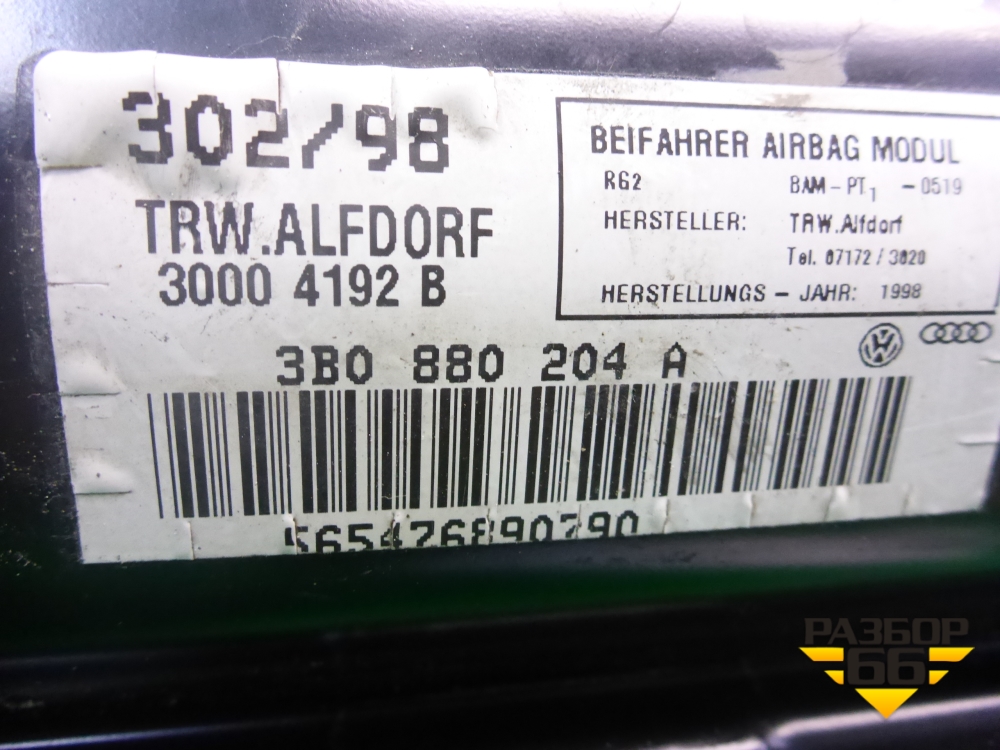 302/98
TRW.ALFDORF
3000 4192 B
BEIFAHRER AIRBAG MODUL
RG2 BAM-PT1 -0519
HERSTELLER: TRW.Alfdorf
Tel. 07172/3020
HERSTELLUNGS - JAHR: 1998
3B0 880 204 A
РАЗБОР
66